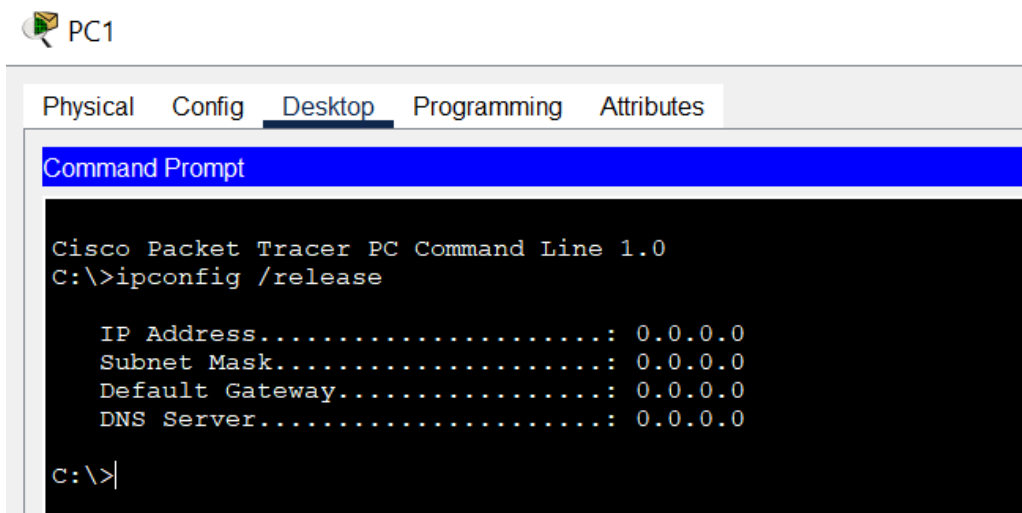 PC1
Physical Config Desktop Programming Attributes
Command Prompt
Cisco Packet Tracer PC Command Line 1.0
C:\>ipconfig /release
IP Address......................: 0.0.0.0
Subnet Mask.....................: 0.0.0.0
Default Gateway.................: 0.0.0.0
DNS Server......................: 0.0.0.0
C:\>